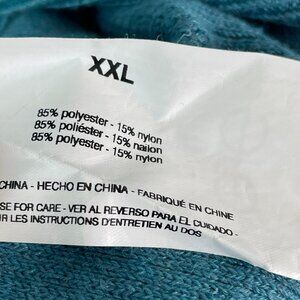 XXL
85% polyester - 15% nylon
85% poliéster - 15% nailon
85% polyester - 15% nylon
CHINA - HECHO EN CHINA - FABRIQUÉ EN CHINE
SE FOR CARE - VER AL REVERSO PARA EL CUIDADO -
IR LES INSTRUCTIONS D'ENTRETIEN AU DOS